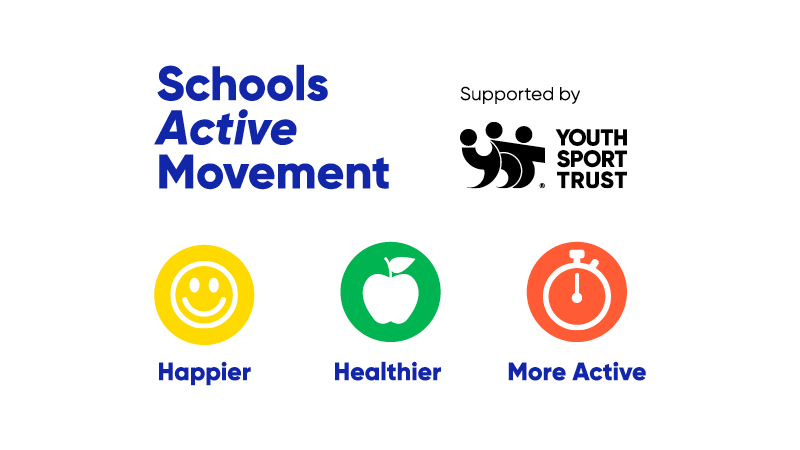 Schools
Active
Movement
Supported by
YOUTH
SPORT
TRUST
®
Happier
Healthier
More Active